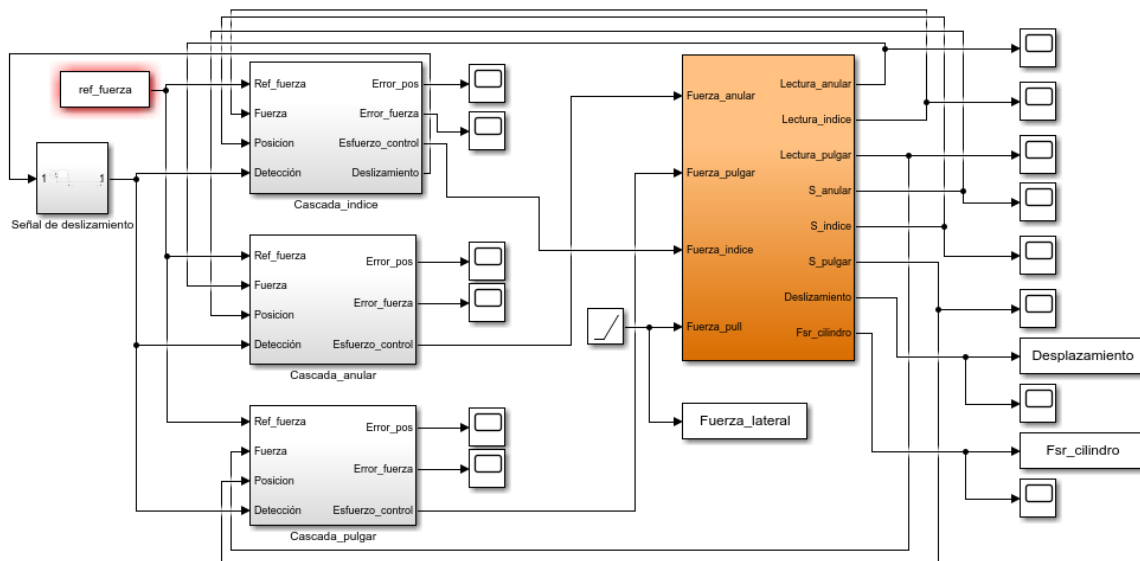 ref_fuerza
1
1
Señal de deslizamiento
Ref_fuerza
Fuerza
Posicion
Detección
Error_pos
Error_fuerza
Esfuerzo_control
Deslizamiento
Cascada_indice
Ref_fuerza
Fuerza
Posicion
Detección
Error_pos
Error_fuerza
Esfuerzo_control
Cascada_anular
Ref_fuerza
Fuerza
Posicion
Detección
Error_pos
Error_fuerza
Esfuerzo_control
Cascada_pulgar
Fuerza_anular
Fuerza_pulgar
Fuerza_indice
Fuerza_pull
Lectura_anular
Lectura_indice
Lectura_pulgar
S_anular
S_indice
S_pulgar
Deslizamiento
Fsr_cilindro
Fuerza_lateral
Desplazamiento
Fsr_cilindro